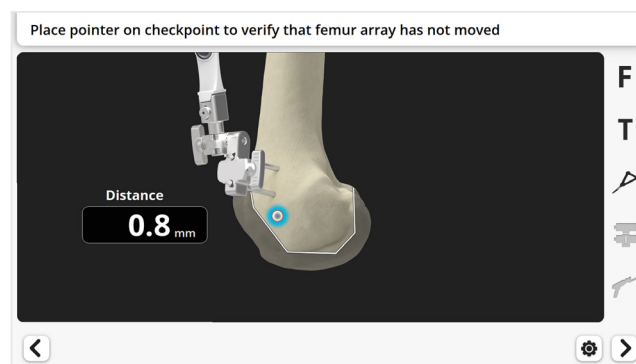 Place pointer on checkpoint to verify that femur array has not moved
F
T
Distance
0.8 mm